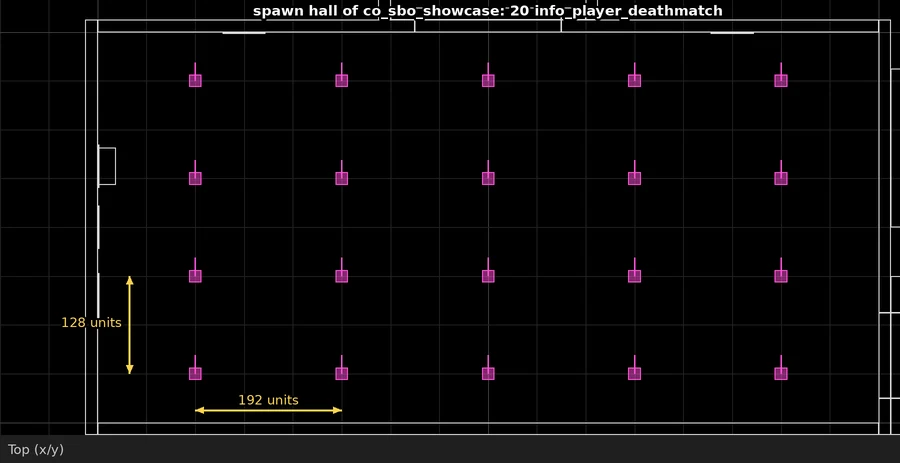 spawn hall of co_sbo_showcase: 20 info_player_deathmatch
128 units
192 units
Top (x/y)